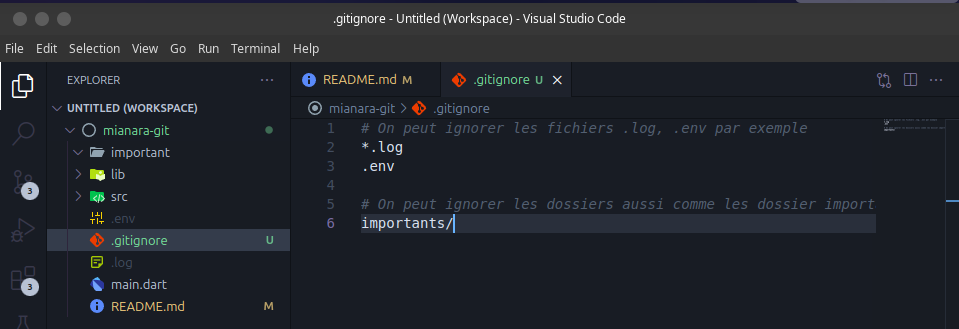 .gitignore - Untitled (Workspace) - Visual Studio Code
File Edit Selection View Go Run Terminal Help
EXPLORER ···
UNTITLED (WORKSPACE)
mianara-git
important
lib
src
.env
.gitignore U
.log
main.dart
README.md M
3
3
README.md M .gitignore U
mianara-git > .gitignore
1 # On peut ignorer les fichiers .log, .env par exemple
2 *.log
3 .env
4
5 # On peut ignorer les dossiers aussi comme les dossier import
6 importants/